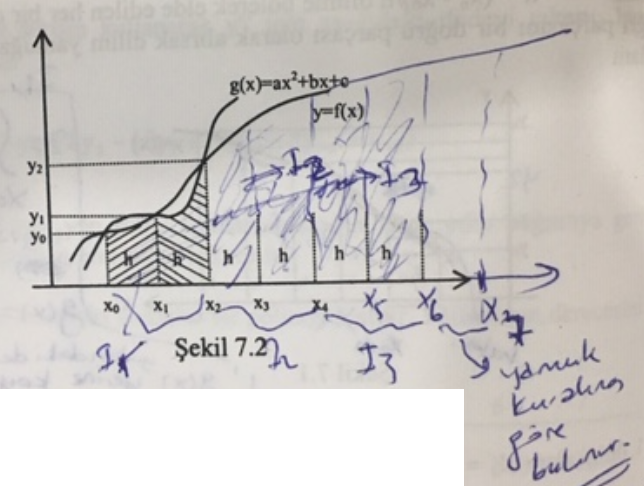 g(x)=ax²+bx+c
y=f(x)
y₂
I₂
I₃
y₁
y₀
h h h h h h
x₀ x₁ x₂ x₃ x₄ x₅ x₆ x₇
I₁ Şekil 7.2 I₂ I₃
yamuk
kuralına
göre
bulunur.